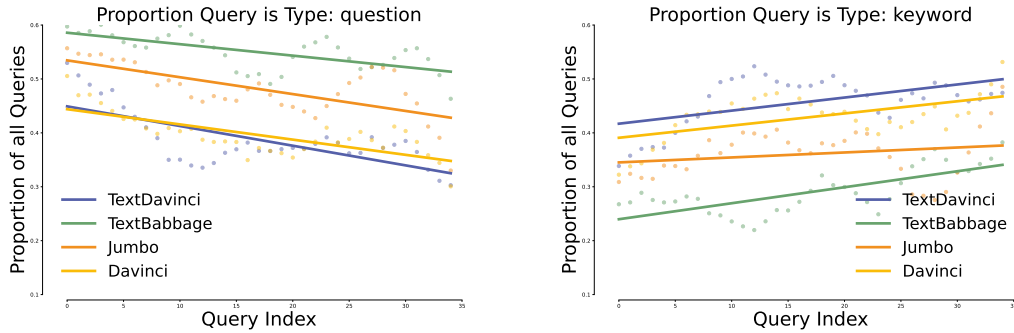 Proportion Query is Type: question
Proportion of all Queries
0.6
0.5
0.4
0.3
0.2
0.1
TextDavinci
TextBabbage
Jumbo
Davinci
0 5 10 15 20 25 30 35
Query Index
Proportion Query is Type: keyword
Proportion of all Queries
0.6
0.5
0.4
0.3
0.2
0.1
TextDavinci
TextBabbage
Jumbo
Davinci
0 5 10 15 20 25 30
Query Index